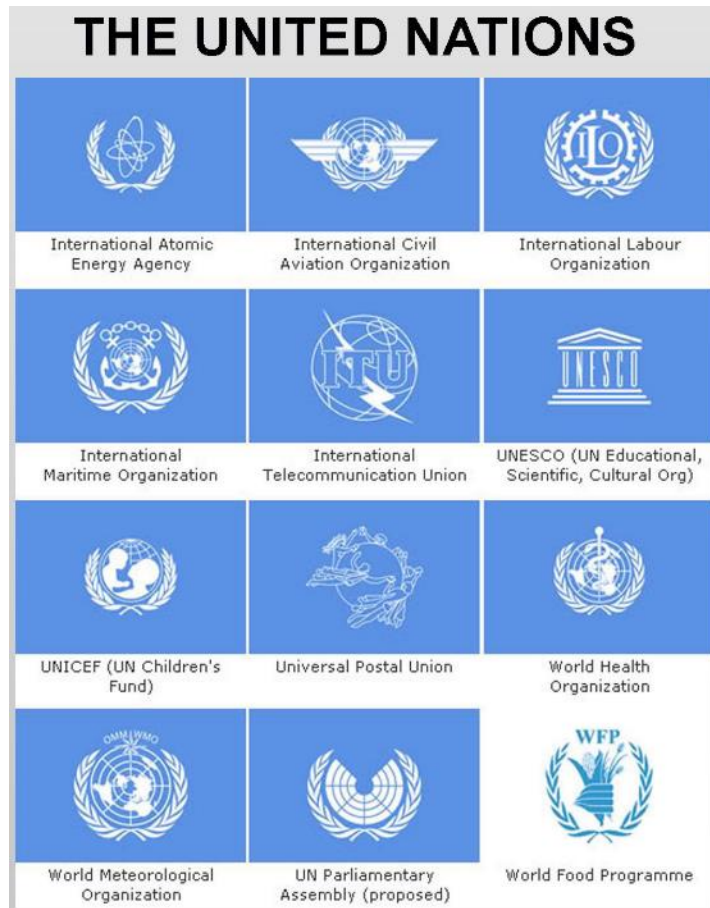 THE UNITED NATIONS
International Atomic
Energy Agency
International Civil
Aviation Organization
ILO
International Labour
Organization
International
Maritime Organization
ITU
International
Telecommunication Union
UNESCO
UNESCO (UN Educational,
Scientific, Cultural Org)
UNICEF (UN Children's
Fund)
Universal Postal Union
World Health
Organization
OMM WMO
World Meteorological
Organization
UN Parliamentary
Assembly (proposed)
WFP
World Food Programme